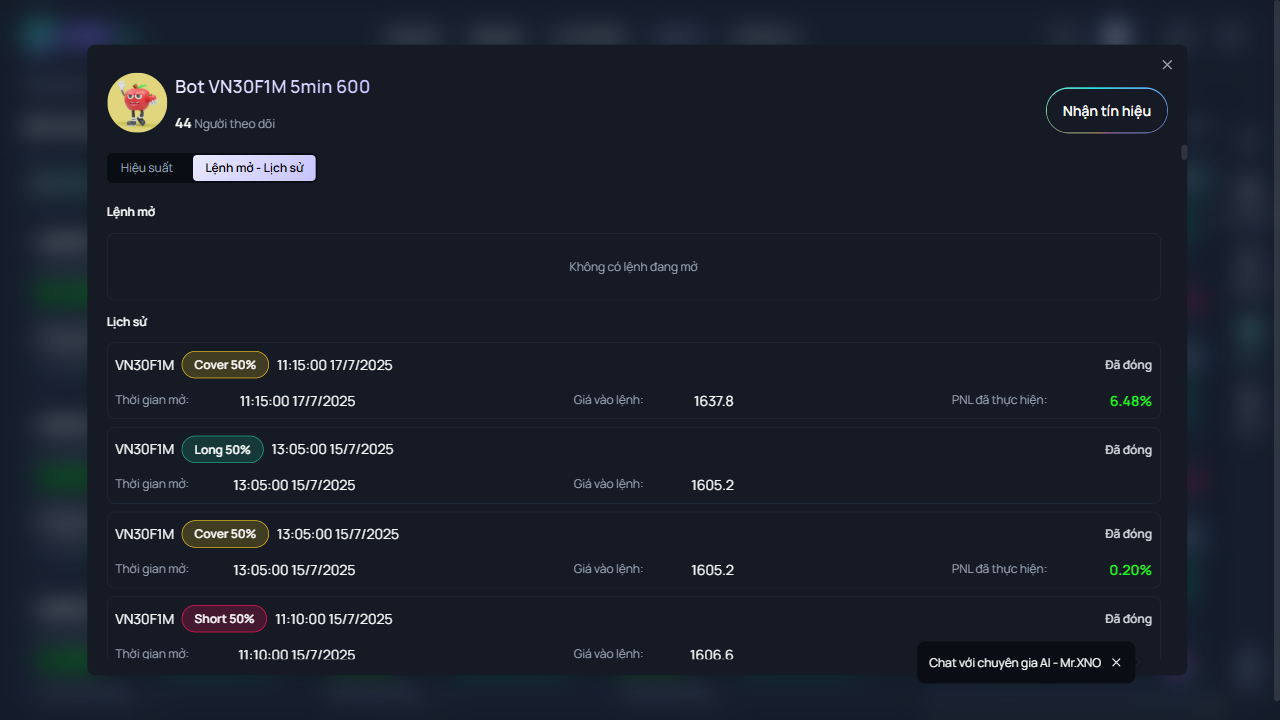 Bot VN30F1M 5min 600
44 Người theo dõi
Nhận tín hiệu
Hiệu suất
Lệnh mở - Lịch sử
Lệnh mở
Không có lệnh đang mở
Lịch sử
VN30F1M Cover 50% 11:15:00 17/7/2025 Đã đóng
Thời gian mở: 11:15:00 17/7/2025 Giá vào lệnh: 1637.8 PNL đã thực hiện: 6.48%
VN30F1M Long 50% 13:05:00 15/7/2025 Đã đóng
Thời gian mở: 13:05:00 15/7/2025 Giá vào lệnh: 1605.2
VN30F1M Cover 50% 13:05:00 15/7/2025 Đã đóng
Thời gian mở: 13:05:00 15/7/2025 Giá vào lệnh: 1605.2 PNL đã thực hiện: 0.20%
VN30F1M Short 50% 11:10:00 15/7/2025 Đã đóng
Thời gian mở: 11:10:00 15/7/2025 Giá vào lệnh: 1606.6
Chat với chuyên gia AI - Mr.XNO